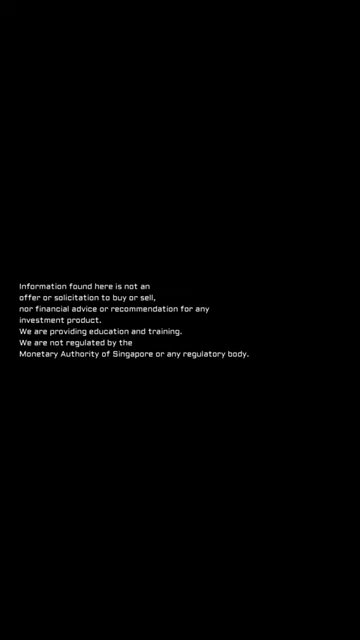 Information found here is not an
offer or solicitation to buy or sell,
nor financial advice or recommendation for any
investment product.
We are providing education and training.
We are not regulated by the
Monetary Authority of Singapore or any regulatory body.